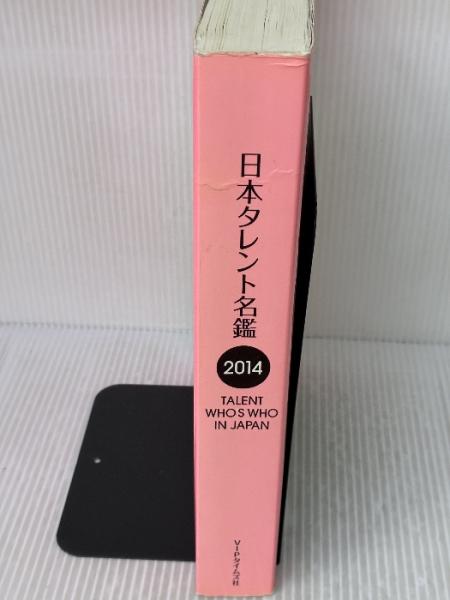 日本タレント名鑑
2014
TALENT
WHO S WHO
IN JAPAN
VIPタイムズ社